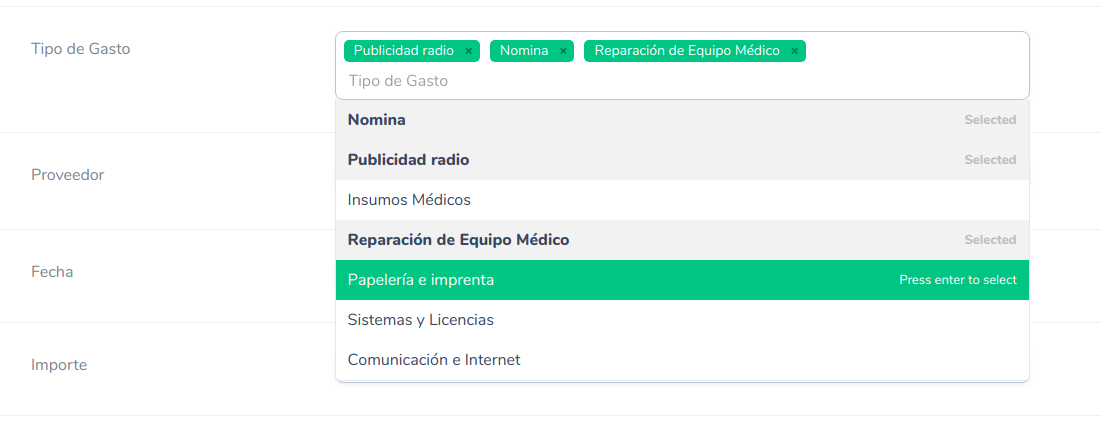 Tipo de Gasto
Publicidad radio × Nomina × Reparación de Equipo Médico ×
Tipo de Gasto
Nomina Selected
Publicidad radio Selected
Proveedor
Insumos Médicos
Reparación de Equipo Médico Selected
Fecha
Papelería e imprenta Press enter to select
Sistemas y Licencias
Importe
Comunicación e Internet